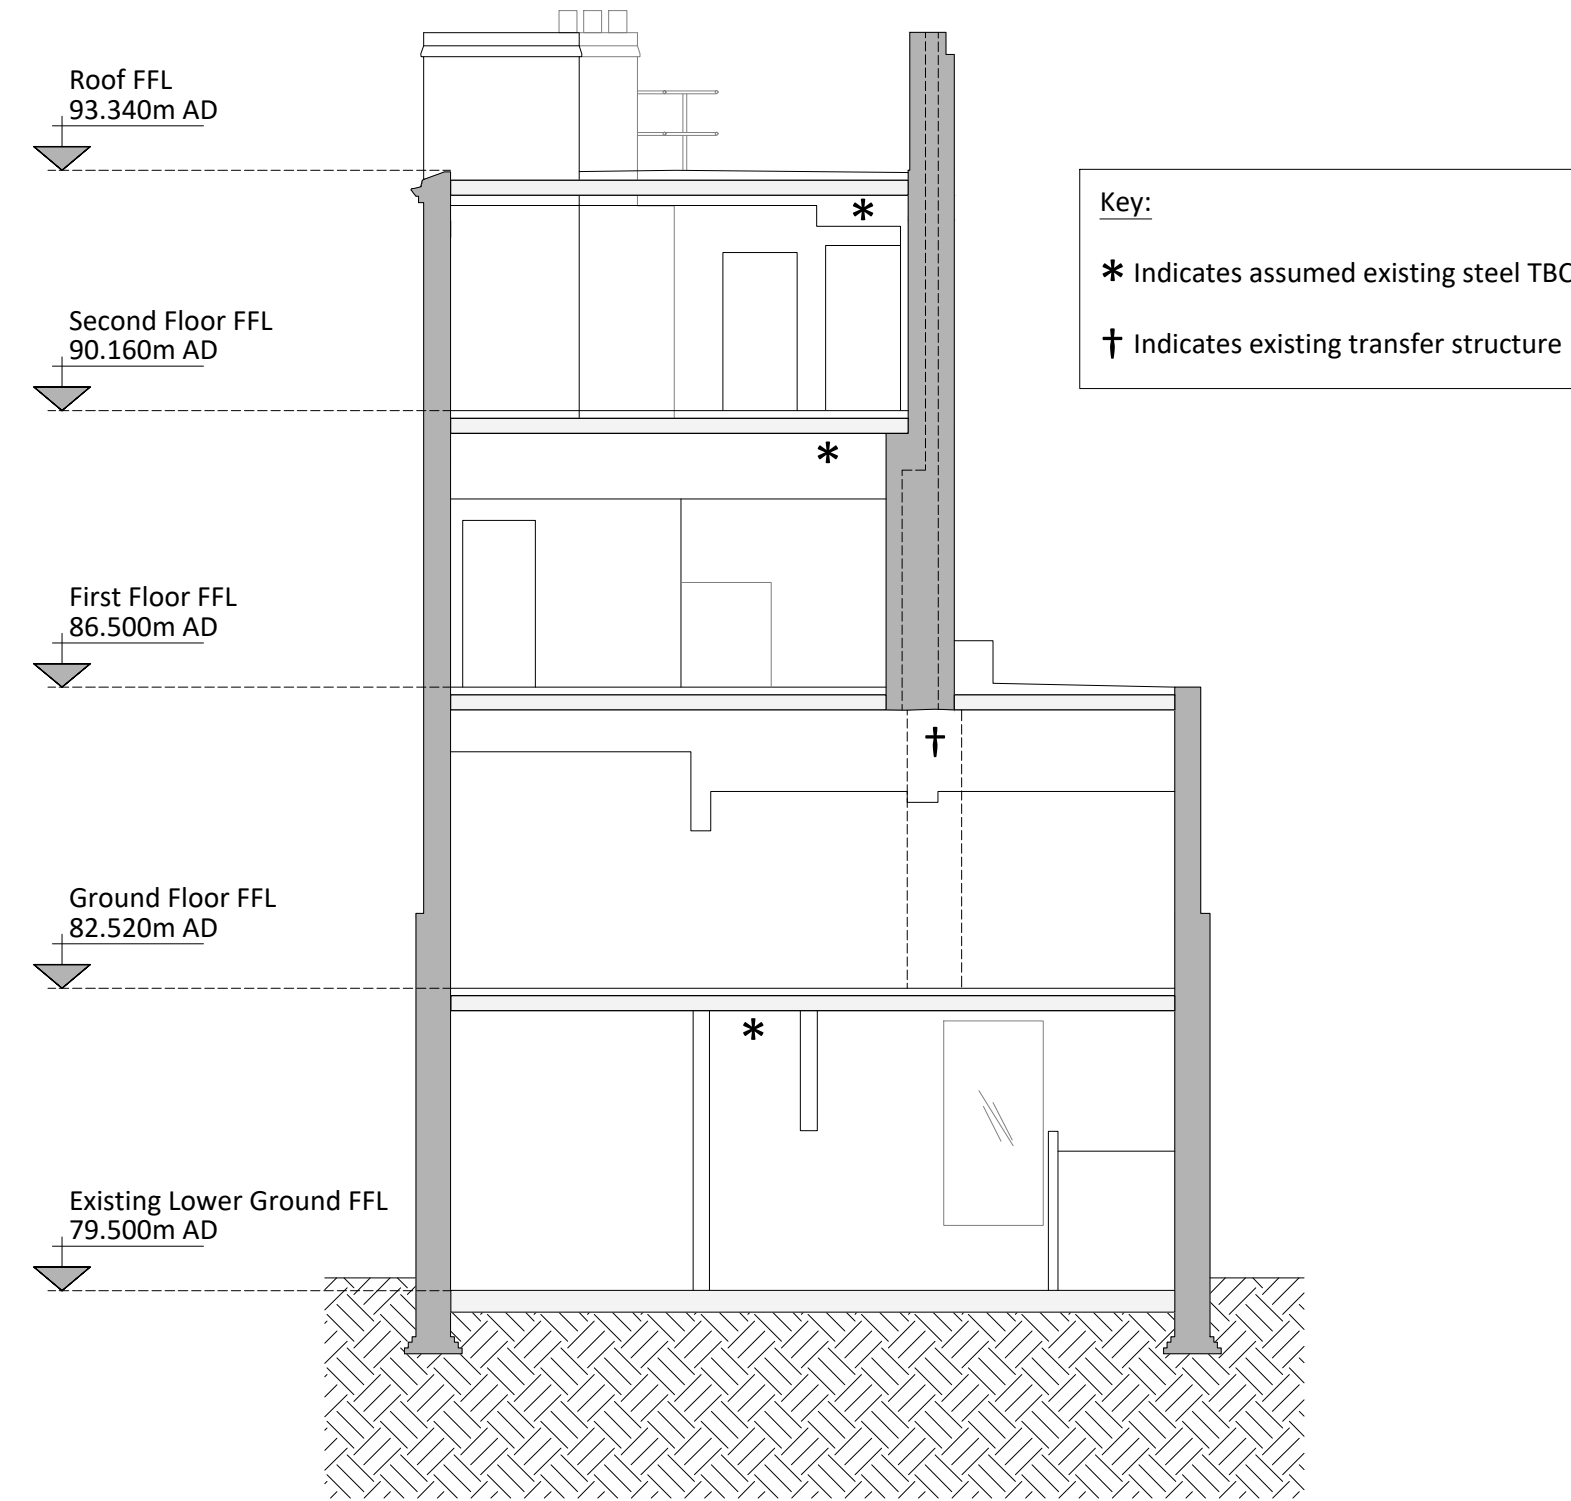 Roof FFL
93.340m AD
Key:
* Indicates assumed existing steel TBC
† Indicates existing transfer structure
Second Floor FFL
90.160m AD
*
*
First Floor FFL
86.500m AD
†
Ground Floor FFL
82.520m AD
*
Existing Lower Ground FFL
79.500m AD